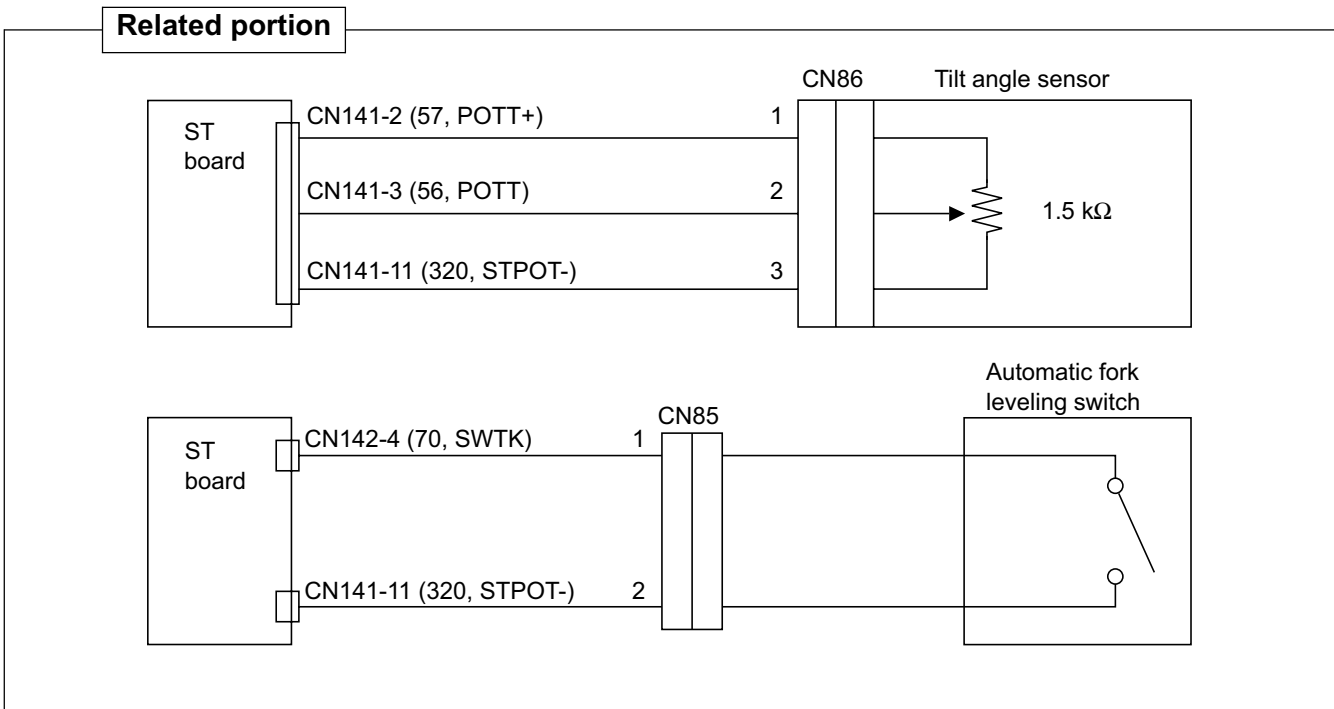 Related portion
CN86
Tilt angle sensor
ST
board
CN141-2 (57, POTT+)
1
CN141-3 (56, POTT)
2
1.5 kΩ
CN141-11 (320, STPOT-)
3
Automatic fork
leveling switch
CN85
ST
board
CN142-4 (70, SWTK)
1
CN141-11 (320, STPOT-)
2